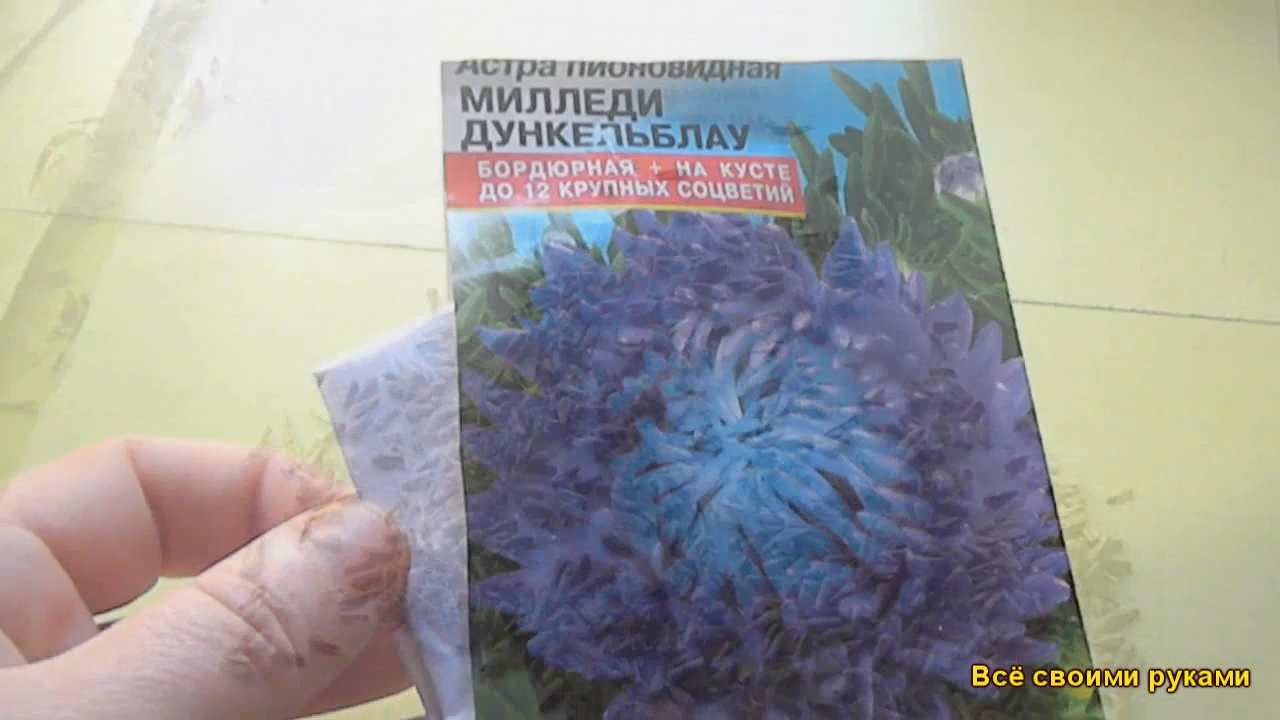 Астра пионовидная
МИЛЛЕДИ
ДУНКЕЛЬБЛАУ
БОРДЮРНАЯ + НА КУСТЕ
ДО 12 КРУПНЫХ СОЦВЕТИЙ
Всё своими руками